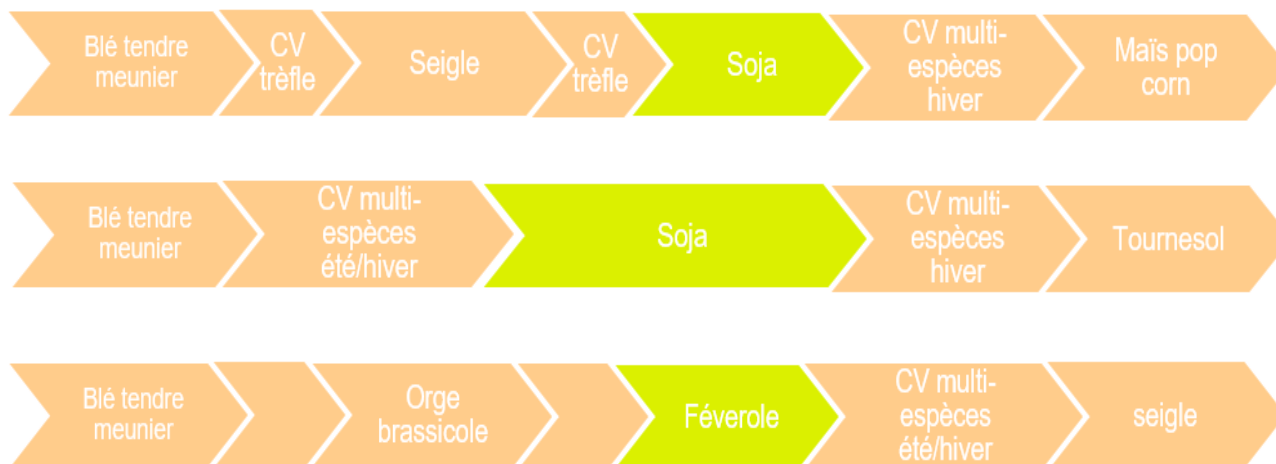 Blé tendre
meunier
CV
trèfle
Seigle
CV
trèfle
Soja
CV multi-
espèces
hiver
Maïs pop
corn
Blé tendre
meunier
CV multi-
espèces
été/hiver
Soja
CV multi-
espèces
hiver
Tournesol
Blé tendre
meunier
Orge
brassicole
Féverole
CV multi-
espèces
été/hiver
seigle